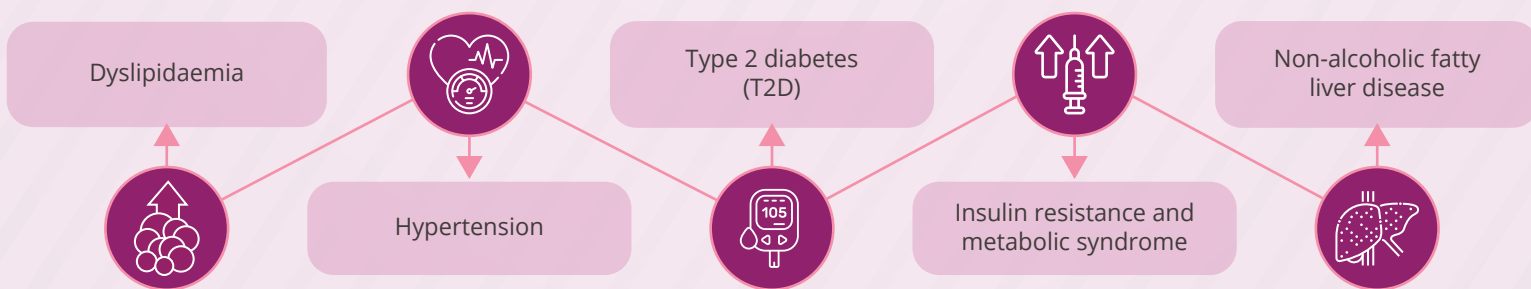 Dyslipidaemia
Hypertension
Type 2 diabetes
(T2D)
105
Insulin resistance and
metabolic syndrome
Non-alcoholic fatty
liver disease